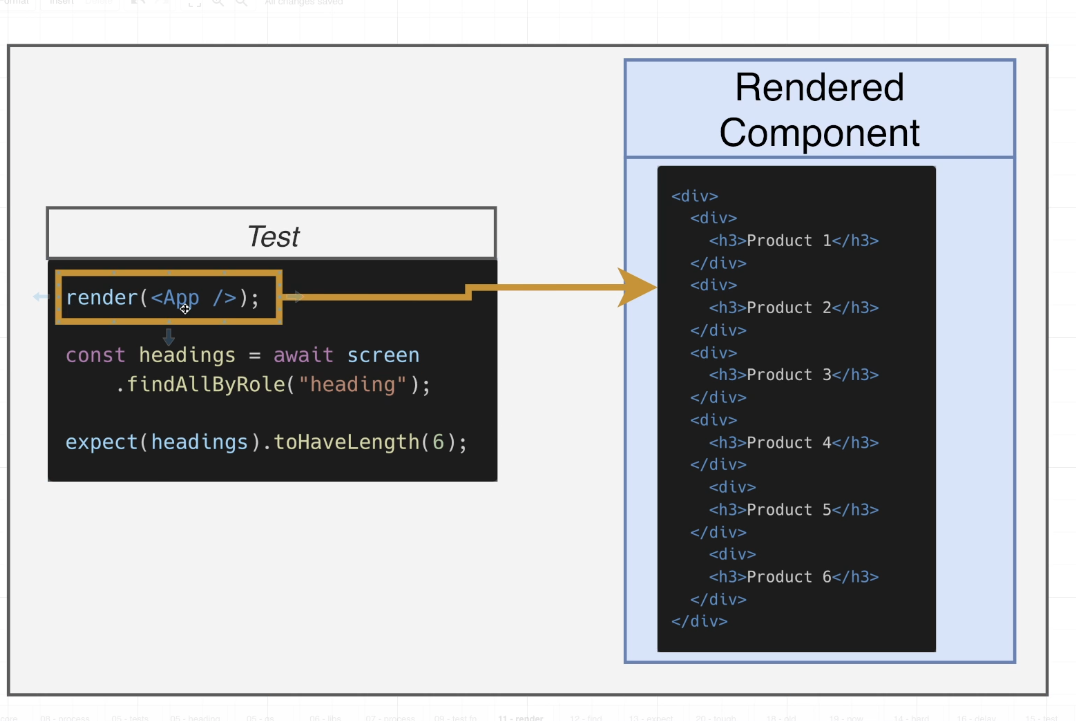 Insert
All changes saved
Test
render(<App />);
const headings = await screen
.findAllByRole("heading");
expect(headings).toHaveLength(6);
Rendered
Component
<div>
<div>
<h3>Product 1</h3>
</div>
<div>
<h3>Product 2</h3>
</div>
<div>
<h3>Product 3</h3>
</div>
<div>
<h3>Product 4</h3>
</div>
<div>
<h3>Product 5</h3>
</div>
<div>
<h3>Product 6</h3>
</div>
</div>
11 - render